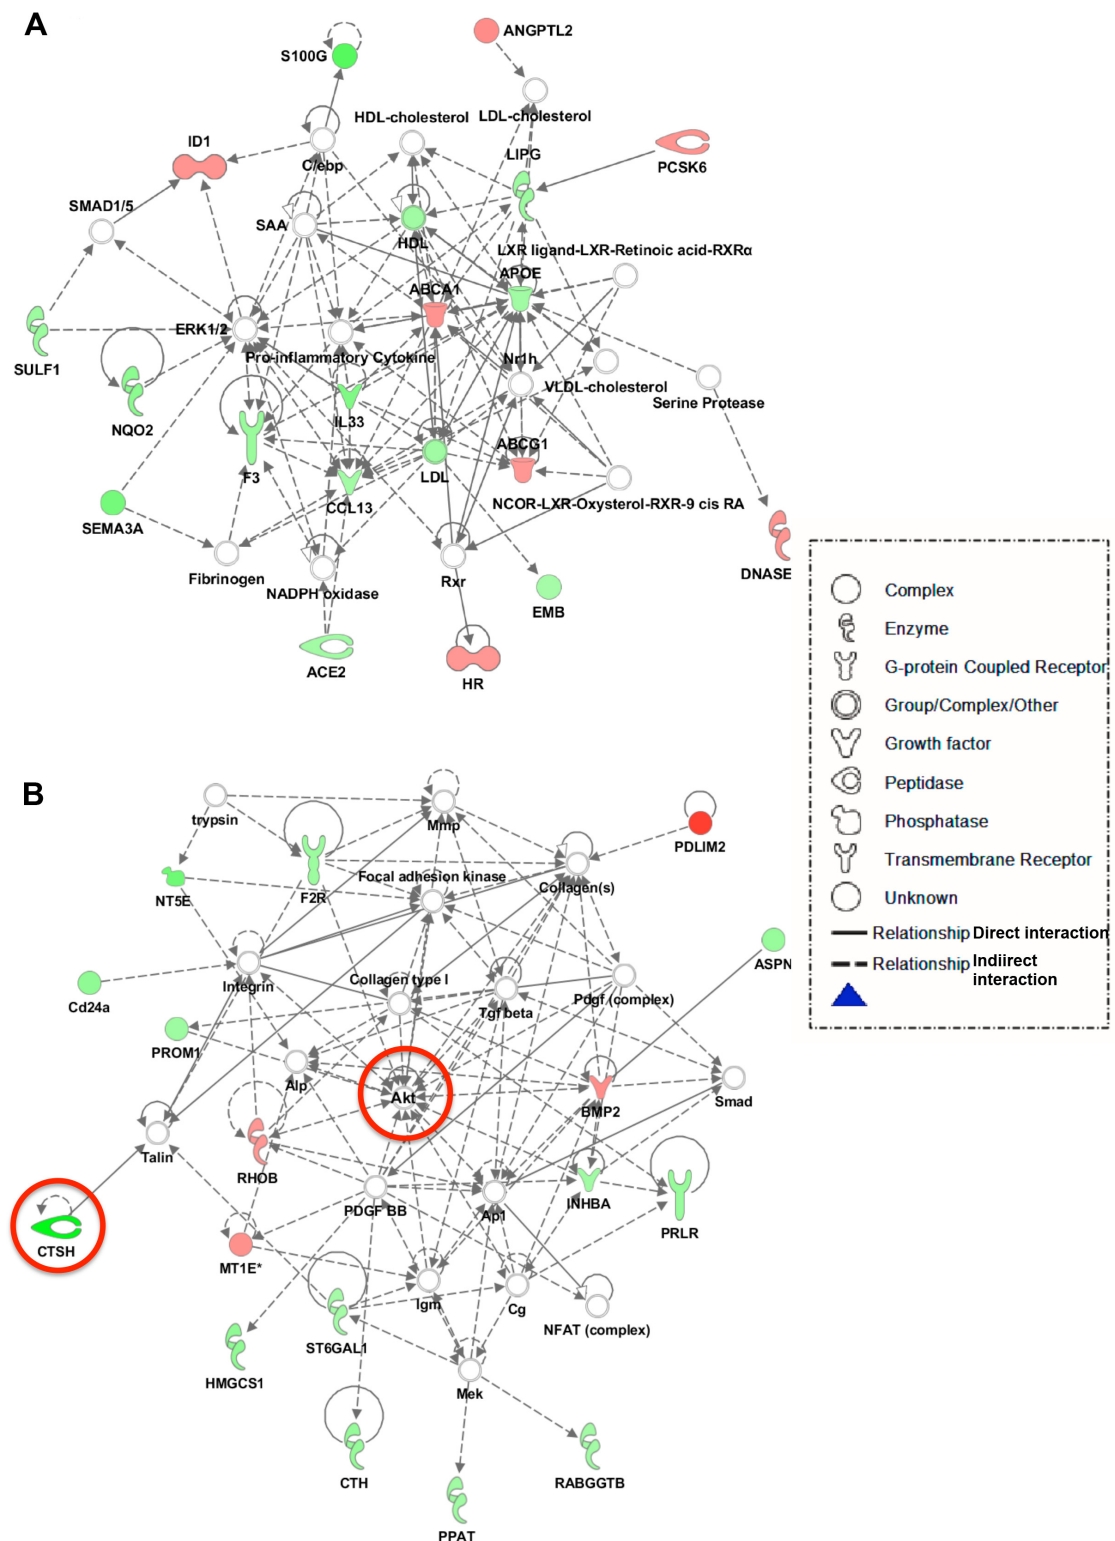 A
S100G
ANGPTL2
HDL-cholesterol
LDL-cholesterol
ID1
C/ebp
LIPG
PCSK6
SMAD1/5
SAA
HDL
LXR ligand-LXR-Retinoic acid-RXRα
APOE
ABCA1
ERK1/2
Pro-inflammatory Cytokine
Nr1h
SULF1
VLDL-cholesterol
Serine Protease
NQO2
IL33
ABCG1
F3
LDL
CCL13
NCOR-LXR-Oxysterol-RXR-9 cis RA
SEMA3A
Fibrinogen
NADPH oxidase
Rxr
DNASE
EMB
ACE2
HR
Complex
Enzyme
G-protein Coupled Receptor
Group/Complex/Other
Growth factor
Peptidase
Phosphatase
Transmembrane Receptor
Unknown
Relationship Direct interaction
Relationship Indiirect
interaction
B
trypsin
Mmp
PDLIM2
Focal adhesion kinase
Collagen(s)
NT5E
F2R
ASPN
Integrin
Collagen type I
Cd24a
Tgf beta
Pdgf (complex)
PROM1
Alp
Akt
BMP2
Smad
Talin
RHOB
INHBA
PDGF BB
Ap1
PRLR
CTSH
MT1E*
Igm
Cg
NFAT (complex)
ST6GAL1
HMGCS1
Mek
CTH
RABGGTB
PPAT